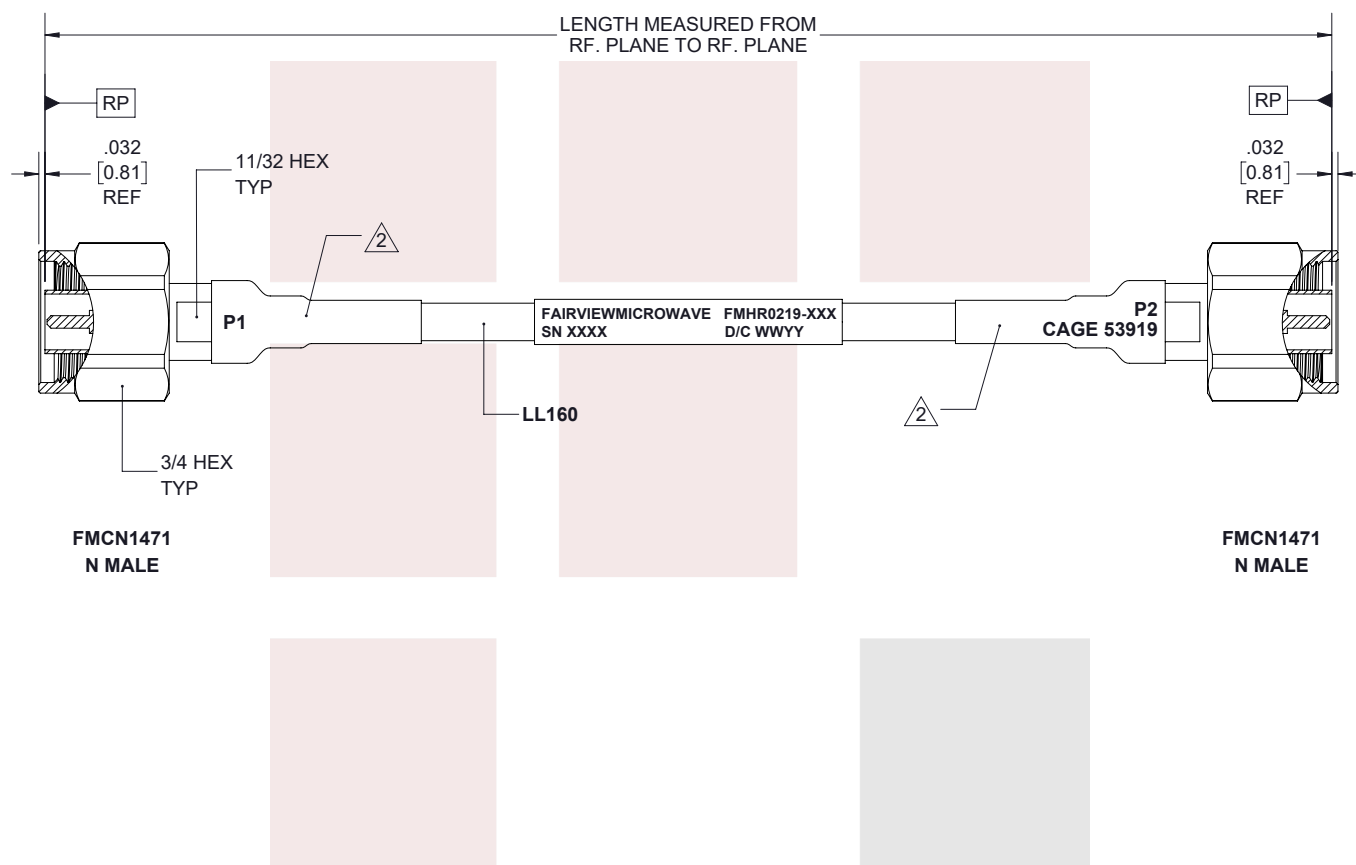 LENGTH MEASURED FROM
RF. PLANE TO RF. PLANE
RP
RP
.032
[0.81]
REF
11/32 HEX
TYP
.032
[0.81]
REF
2
P1
FAIRVIEWMICROWAVE FMHR0219-XXX
SN XXXX D/C WWYY
P2
CAGE 53919
LL160
2
3/4 HEX
TYP
FMCN1471
N MALE
FMCN1471
N MALE